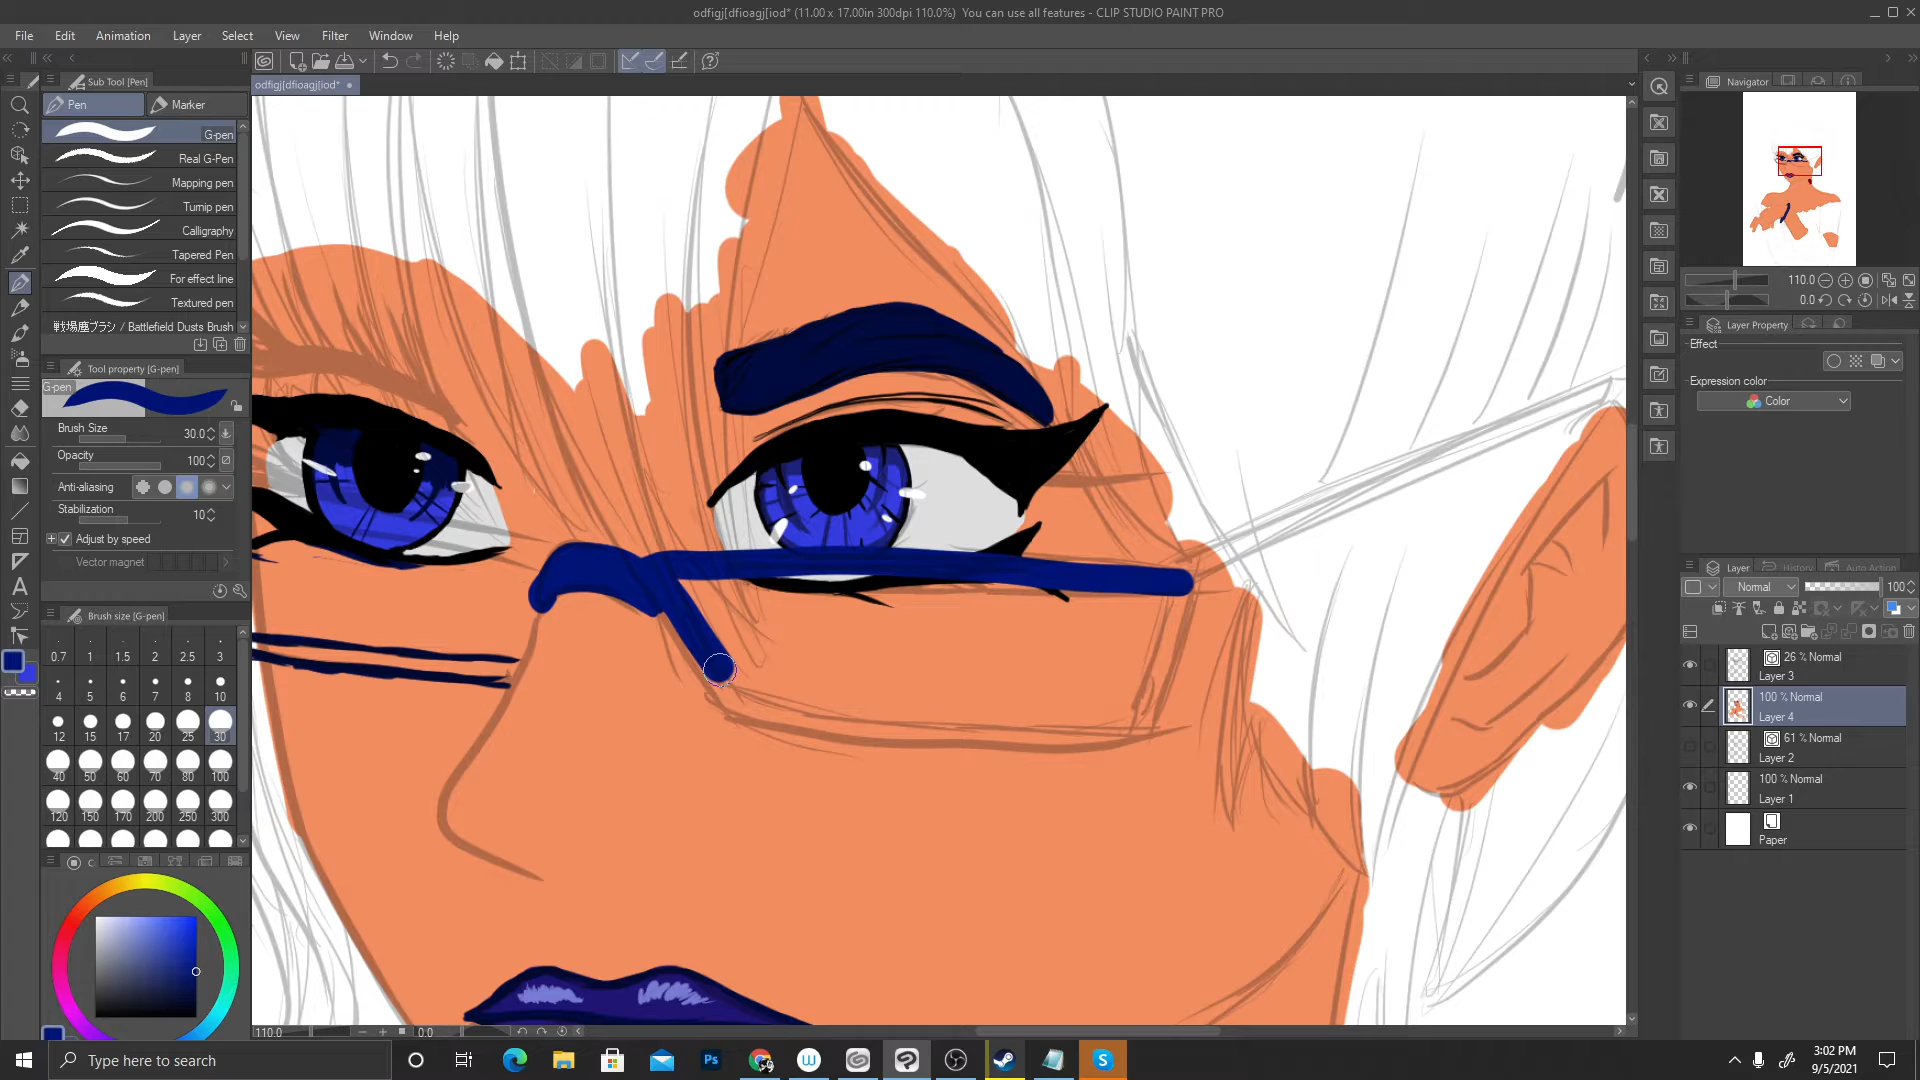 odfigj[dfioagj[iod* (11.00 x 17.00in 300dpi 110.0%)  You can use all features - CLIP STUDIO PAINT PRO
File Edit Animation Layer Select View Filter Window Help
Sub Tool [Pen]
odfigj[dfioagj[iod*
Navigator
Pen Marker
G-pen
Real G-Pen
Mapping pen
Turnip pen
Calligraphy
Tapered Pen
For effect line
Textured pen
戦場塵ブラシ / Battlefield Dusts Brush
Tool property [G-pen]
G-pen
Brush Size 30.0
Opacity 100
Anti-aliasing
Stabilization 10
Adjust by speed
Vector magnet
Brush size [G-pen]
0.7 1 1.5 2 2.5 3
4 5 6 7 8 10
12 15 17 20 25 30
40 50 60 70 80 100
120 150 170 200 250 300
110.0 0.0
110.0
0.0
Layer Property
Effect
Expression color
Color
Layer History Auto Action
Normal 100
26 % Normal
Layer 3
100 % Normal
Layer 4
61 % Normal
Layer 2
100 % Normal
Layer 1
Paper
Type here to search
Ps
3:02 PM
9/5/2021